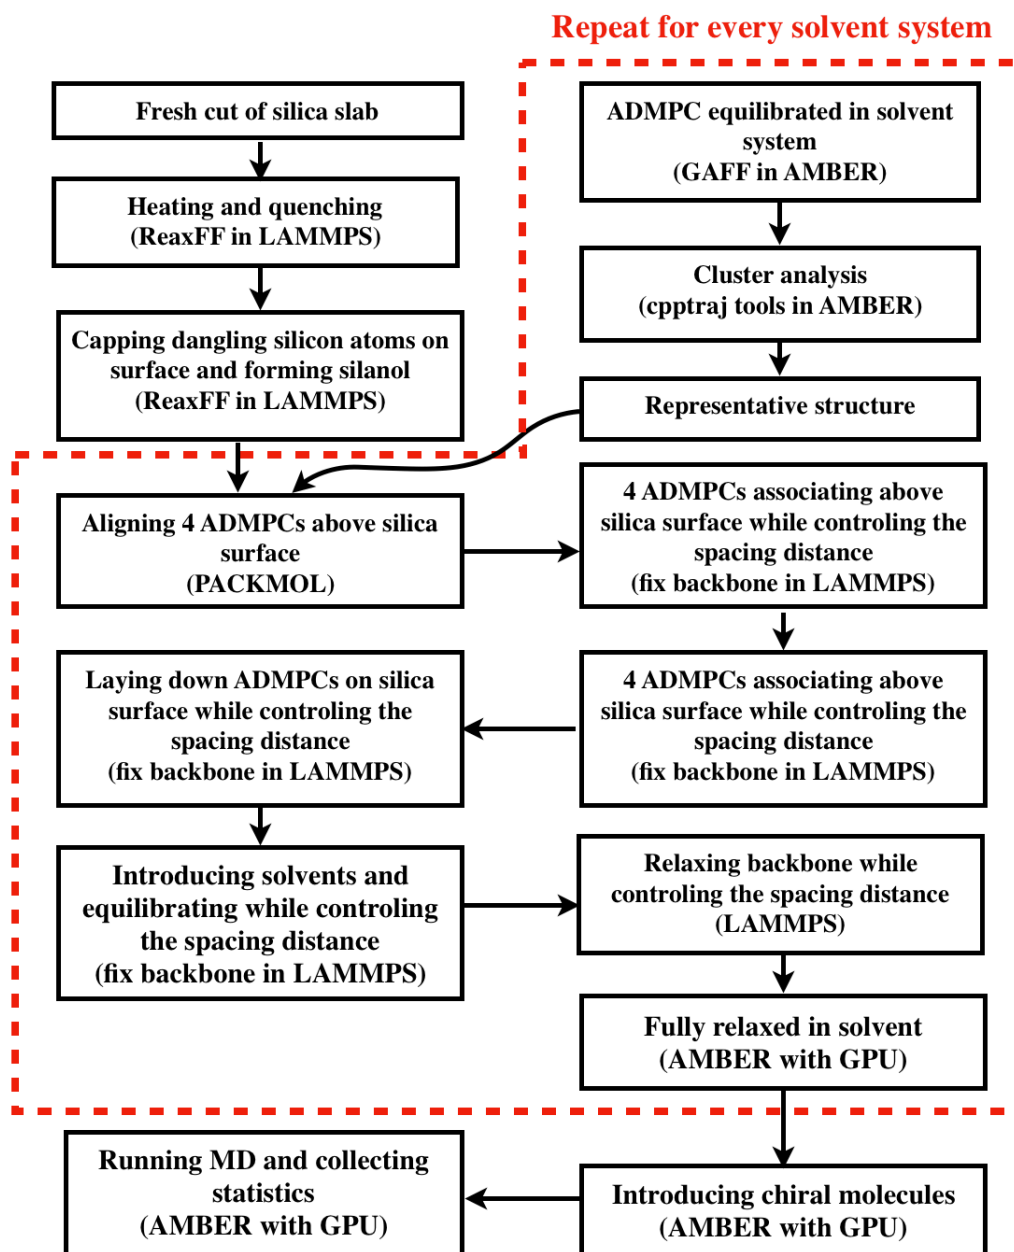 Repeat for every solvent system
Fresh cut of silica slab
Heating and quenching
(ReaxFF in LAMMPS)
Capping dangling silicon atoms on
surface and forming silanol
(ReaxFF in LAMMPS)
ADMPC equilibrated in solvent
system
(GAFF in AMBER)
Cluster analysis
(cpptraj tools in AMBER)
Representative structure
Aligning 4 ADMPCs above silica
surface
(PACKMOL)
4 ADMPCs associating above
silica surface while controling the
spacing distance
(fix backbone in LAMMPS)
4 ADMPCs associating above
silica surface while controling the
spacing distance
(fix backbone in LAMMPS)
Laying down ADMPCs on silica
surface while controling the
spacing distance
(fix backbone in LAMMPS)
Introducing solvents and
equilibrating while controling
the spacing distance
(fix backbone in LAMMPS)
Relaxing backbone while
controling the spacing distance
(LAMMPS)
Fully relaxed in solvent
(AMBER with GPU)
Introducing chiral molecules
(AMBER with GPU)
Running MD and collecting
statistics
(AMBER with GPU)